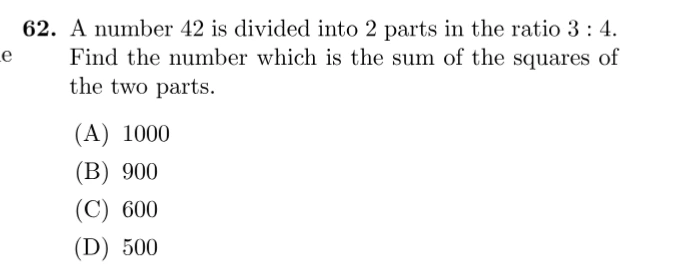 62. A number 42 is divided into 2 parts in the ratio 3 : 4.
e Find the number which is the sum of the squares of
the two parts.
(A) 1000
(B) 900
(C) 600
(D) 500